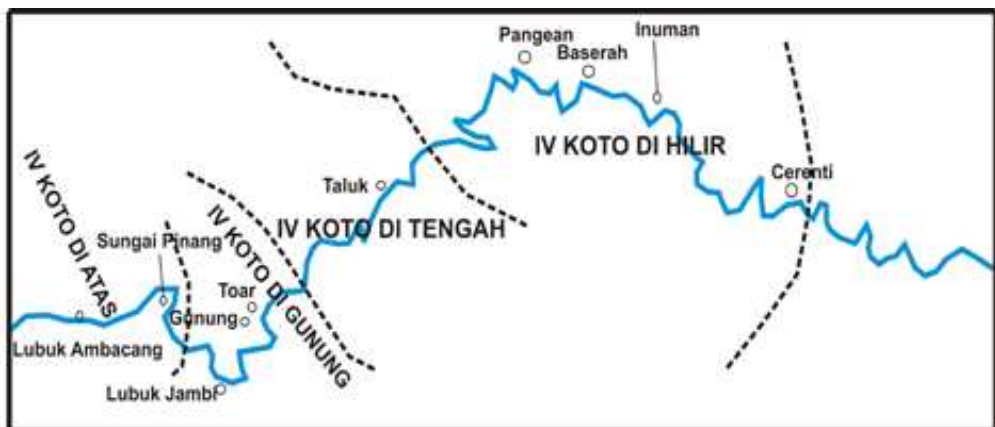 Inuman
Pangean
Baserah
IV KOTO DI HILIR
Cerenti
Taluk
IV KOTO DI TENGAH
IV KOTO DI ATAS
Sungai Pinang
IV KOTO DI GUNUNG
Toar
Gunung
Lubuk Ambacang
Lubuk Jambi